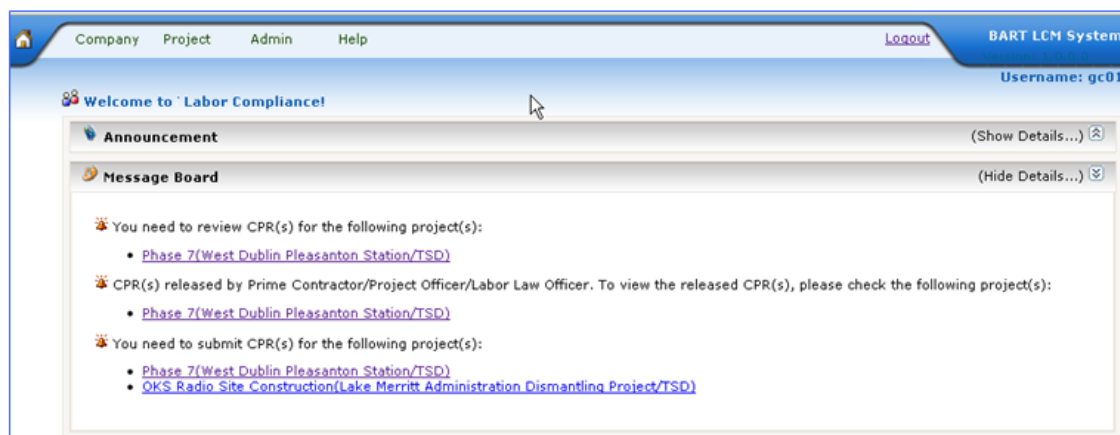 Company Project Admin Help Logout BART LCM System
Username: gc01
Welcome to ' Labor Compliance!
Announcement (Show Details...)
Message Board (Hide Details...)
You need to review CPR(s) for the following project(s):
• Phase 7(West Dublin Pleasanton Station/TSD)
CPR(s) released by Prime Contractor/Project Officer/Labor Law Officer. To view the released CPR(s), please check the following project(s):
• Phase 7(West Dublin Pleasanton Station/TSD)
You need to submit CPR(s) for the following project(s):
• Phase 7(West Dublin Pleasanton Station/TSD)
• OKS Radio Site Construction(Lake Merritt Administration Dismantling Project/TSD)